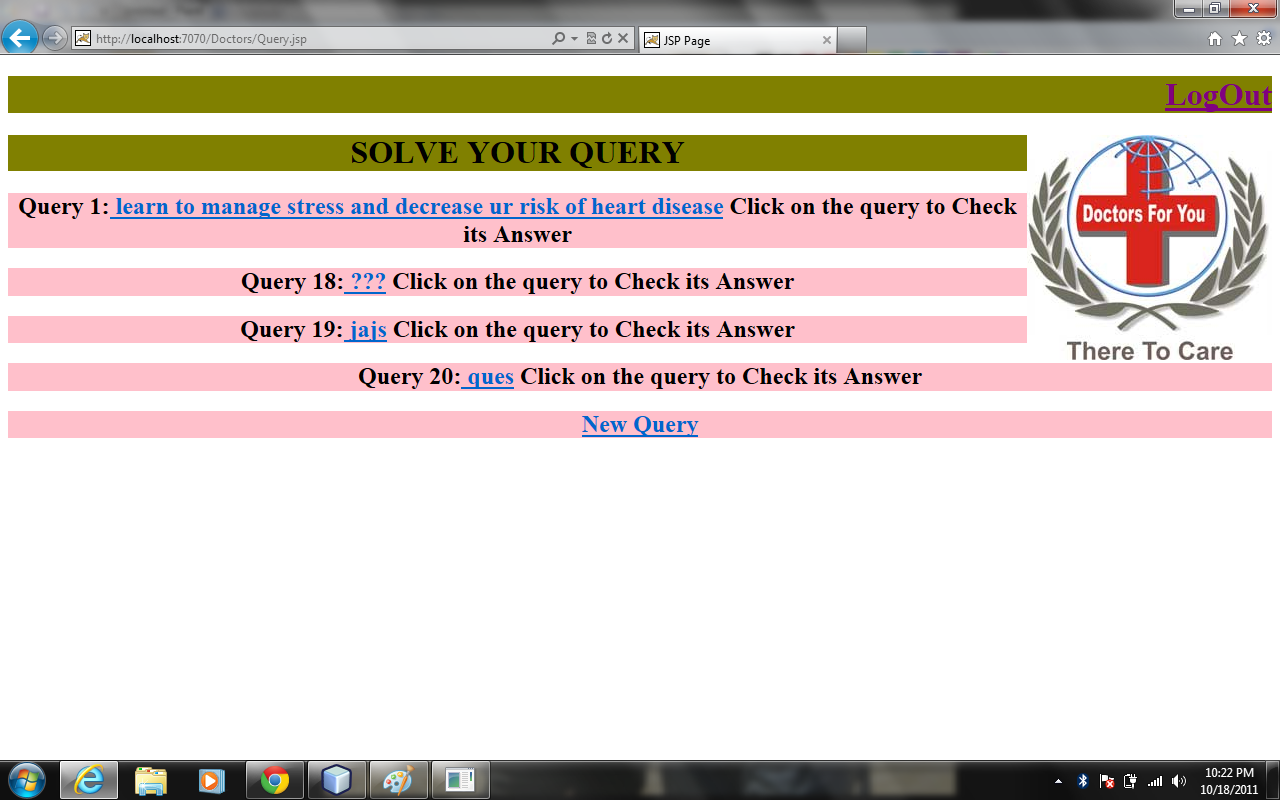 http://localhost:7070/Doctors/Query.jsp
JSP Page
LogOut
SOLVE YOUR QUERY
Query 1: learn to manage stress and decrease ur risk of heart disease Click on the query to Check
its Answer
Query 18: ??? Click on the query to Check its Answer
Query 19: jajs Click on the query to Check its Answer
Doctors For You
There To Care
Query 20: ques Click on the query to Check its Answer
New Query
10:22 PM
10/18/2011